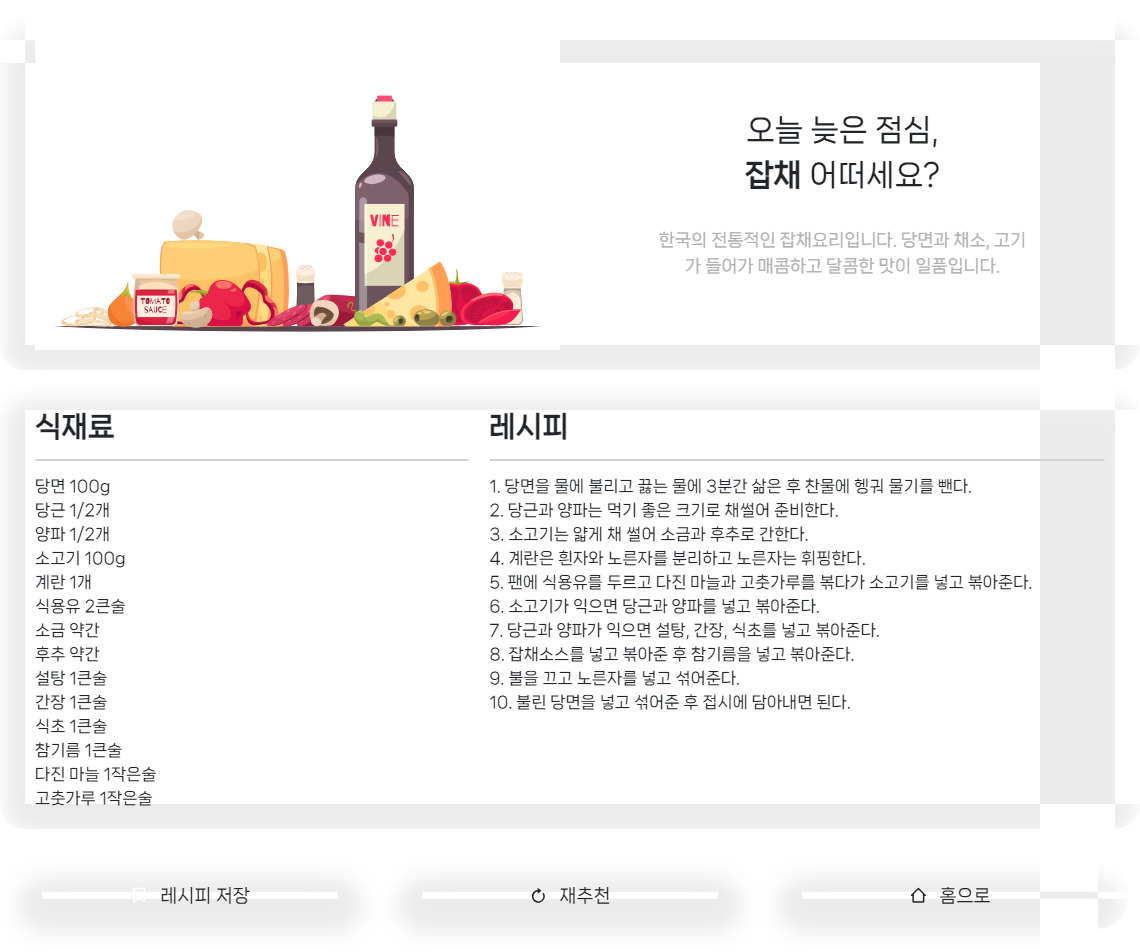 오늘 늦은 점심,
잡채 어떠세요?
한국의 전통적인 잡채요리입니다. 당면과 채소, 고기
가 들어가 매콤하고 달콤한 맛이 일품입니다.
VINE
TOMATO
SAUCE
식재료
당면 100g
당근 1/2개
양파 1/2개
소고기 100g
계란 1개
식용유 2큰술
소금 약간
후추 약간
설탕 1큰술
간장 1큰술
식초 1큰술
참기름 1큰술
다진 마늘 1작은술
고춧가루 1작은술
레시피
1. 당면을 물에 불리고 끓는 물에 3분간 삶은 후 찬물에 헹궈 물기를 뺀다.
2. 당근과 양파는 먹기 좋은 크기로 채썰어 준비한다.
3. 소고기는 얇게 채 썰어 소금과 후추로 간한다.
4. 계란은 흰자와 노른자를 분리하고 노른자는 휘핑한다.
5. 팬에 식용유를 두르고 다진 마늘과 고춧가루를 볶다가 소고기를 넣고 볶아준다.
6. 소고기가 익으면 당근과 양파를 넣고 볶아준다.
7. 당근과 양파가 익으면 설탕, 간장, 식초를 넣고 볶아준다.
8. 잡채소스를 넣고 볶아준 후 참기름을 넣고 볶아준다.
9. 불을 끄고 노른자를 넣고 섞어준다.
10. 불린 당면을 넣고 섞어준 후 접시에 담아내면 된다.
레시피 저장
재추천
홈으로